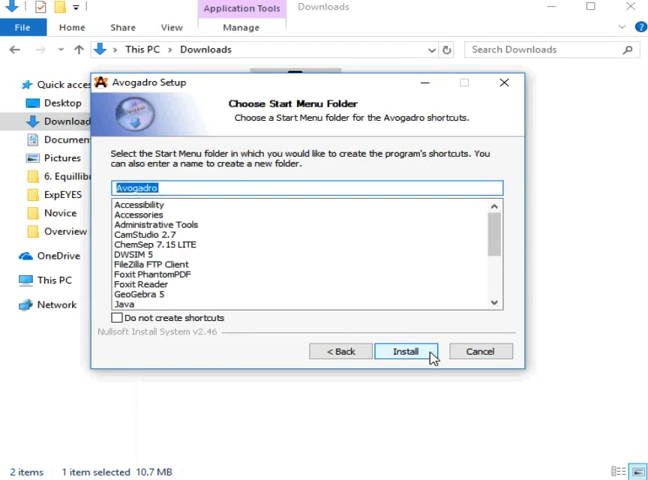 Application Tools
Downloads
File
Home
Share
View
Manage
This PC
Downloads
Search Downloads
Quick acces
Desktop
Download
Documen
Pictures
6. Equilib
ExpEYES
Novice
Overview
OneDrive
This PC
Network
Avogadro Setup
Choose Start Menu Folder
Choose a Start Menu folder for the Avogadro shortcuts.
Select the Start Menu folder in which you would like to create the program's shortcuts. You
can also enter a name to create a new folder.
Avogadro
Accessibility
Accessories
Administrative Tools
CamStudio 2.7
ChemSep 7.15 LITE
DWSIM 5
FileZilla FTP Client
Foxit PhantomPDF
Foxit Reader
GeoGebra 5
Java
Do not create shortcuts
Nullsoft Install System v2.46
< Back
Install
Cancel
2 items
1 item selected 10.7 MB